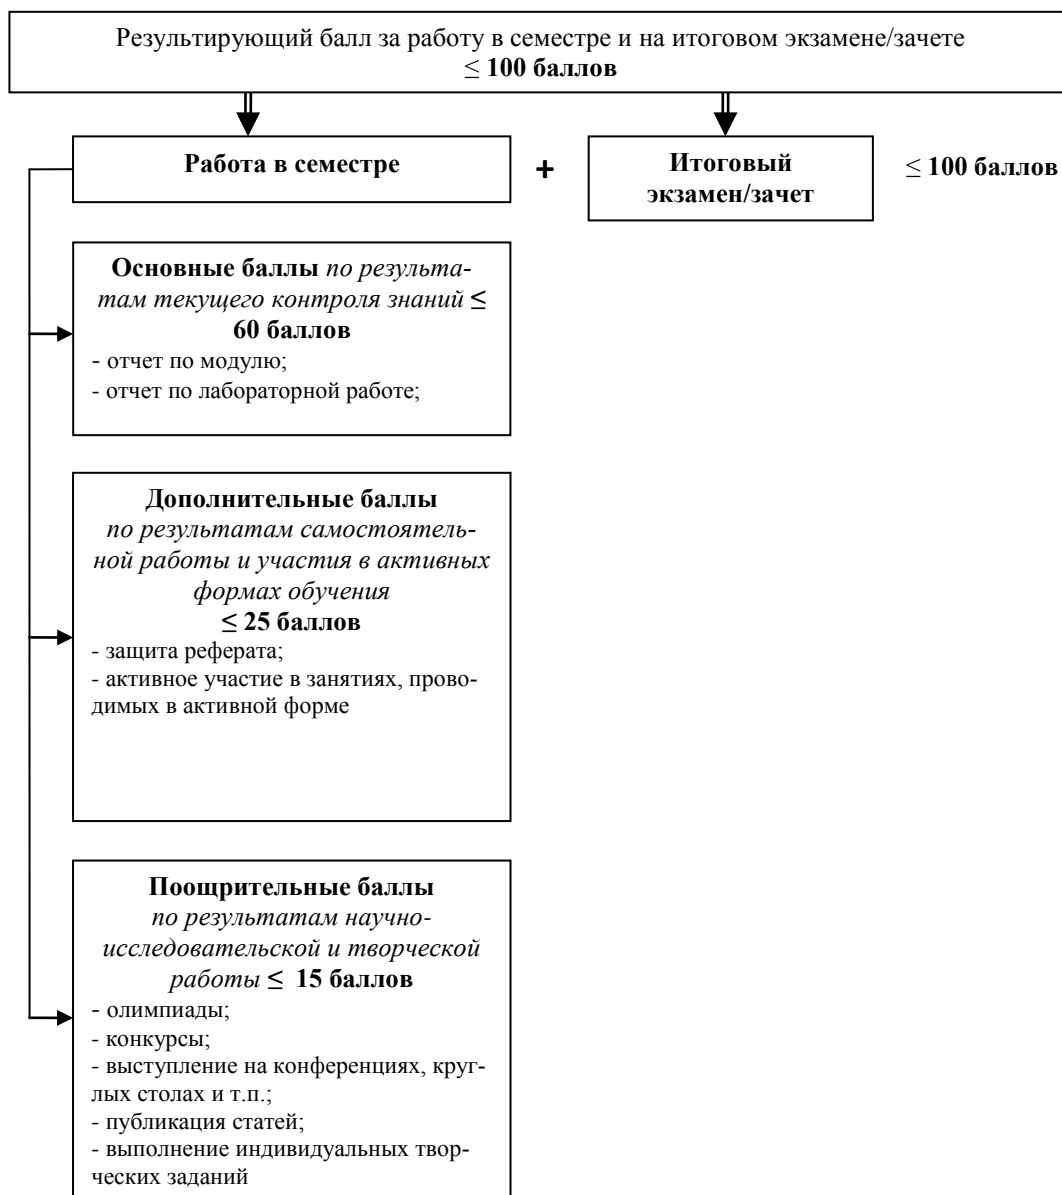 Результирующий балл за работу в семестре и на итоговом экзамене/зачете
≤ 100 баллов
Работа в семестре
+
Итоговый
экзамен/зачет
≤ 100 баллов
Основные баллы по результа-
там текущего контроля знаний ≤
60 баллов
- отчет по модулю;
- отчет по лабораторной работе;
Дополнительные баллы
по результатам самостоятель-
ной работы и участия в активных
формах обучения
≤ 25 баллов
- защита реферата;
- активное участие в занятиях, прово-
димых в активной форме
Поощрительные баллы
по результатам научно-
исследовательской и творческой
работы ≤ 15 баллов
- олимпиады;
- конкурсы;
- выступление на конференциях, круг-
лых столах и т.п.;
- публикация статей;
- выполнение индивидуальных твор-
ческих заданий